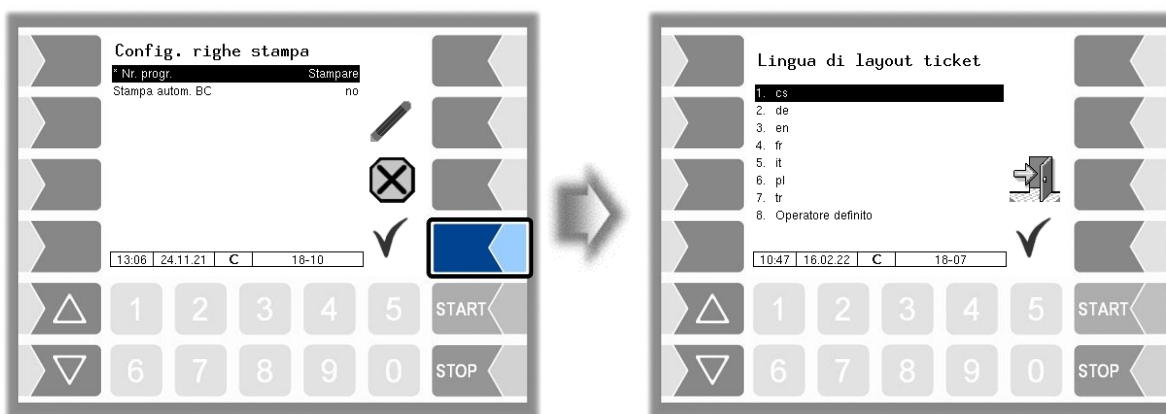 Config. righe stampa
* Nr. progr. Stampare
Stampa autom. BC no
13:06 24.11.21 C 18-10
1 2 3 4 5 START
6 7 8 9 0 STOP
Lingua di layout ticket
1. cs
2. de
3. en
4. fr
5. it
6. pl
7. tr
8. Operatore definito
10:47 16.02.22 C 18-07
1 2 3 4 5 START
6 7 8 9 0 STOP